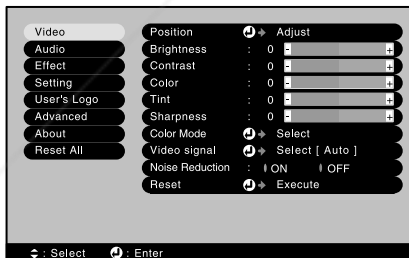 Video
Audio
Effect
Setting
User's Logo
Advanced
About
Reset All
Position Adjust
Brightness : 0 - +
Contrast : 0 - +
Color : 0 - +
Tint : 0 - +
Sharpness : 0 - +
Color Mode Select
Video signal Select [ Auto ]
Noise Reduction : ON OFF
Reset Execute
: Select : Enter